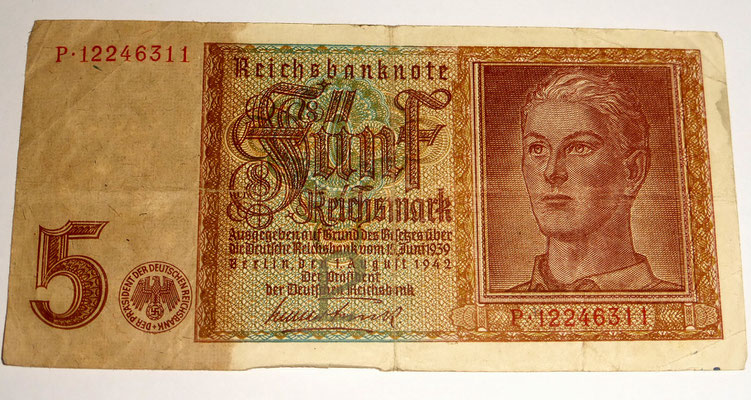 P·12246311
Reichsbanknote
Fünf
Reichsmark
Ausgegeben auf Grund des Gesetzes über
die Deutsche Reichsbank vom 15. Juni 1939
Berlin, den 1. August 1942
Der Präsident
der Deutschen Reichsbank
5
DER PRÄSIDENT DER DEUTSCHEN REICHSBANK
P·12246311